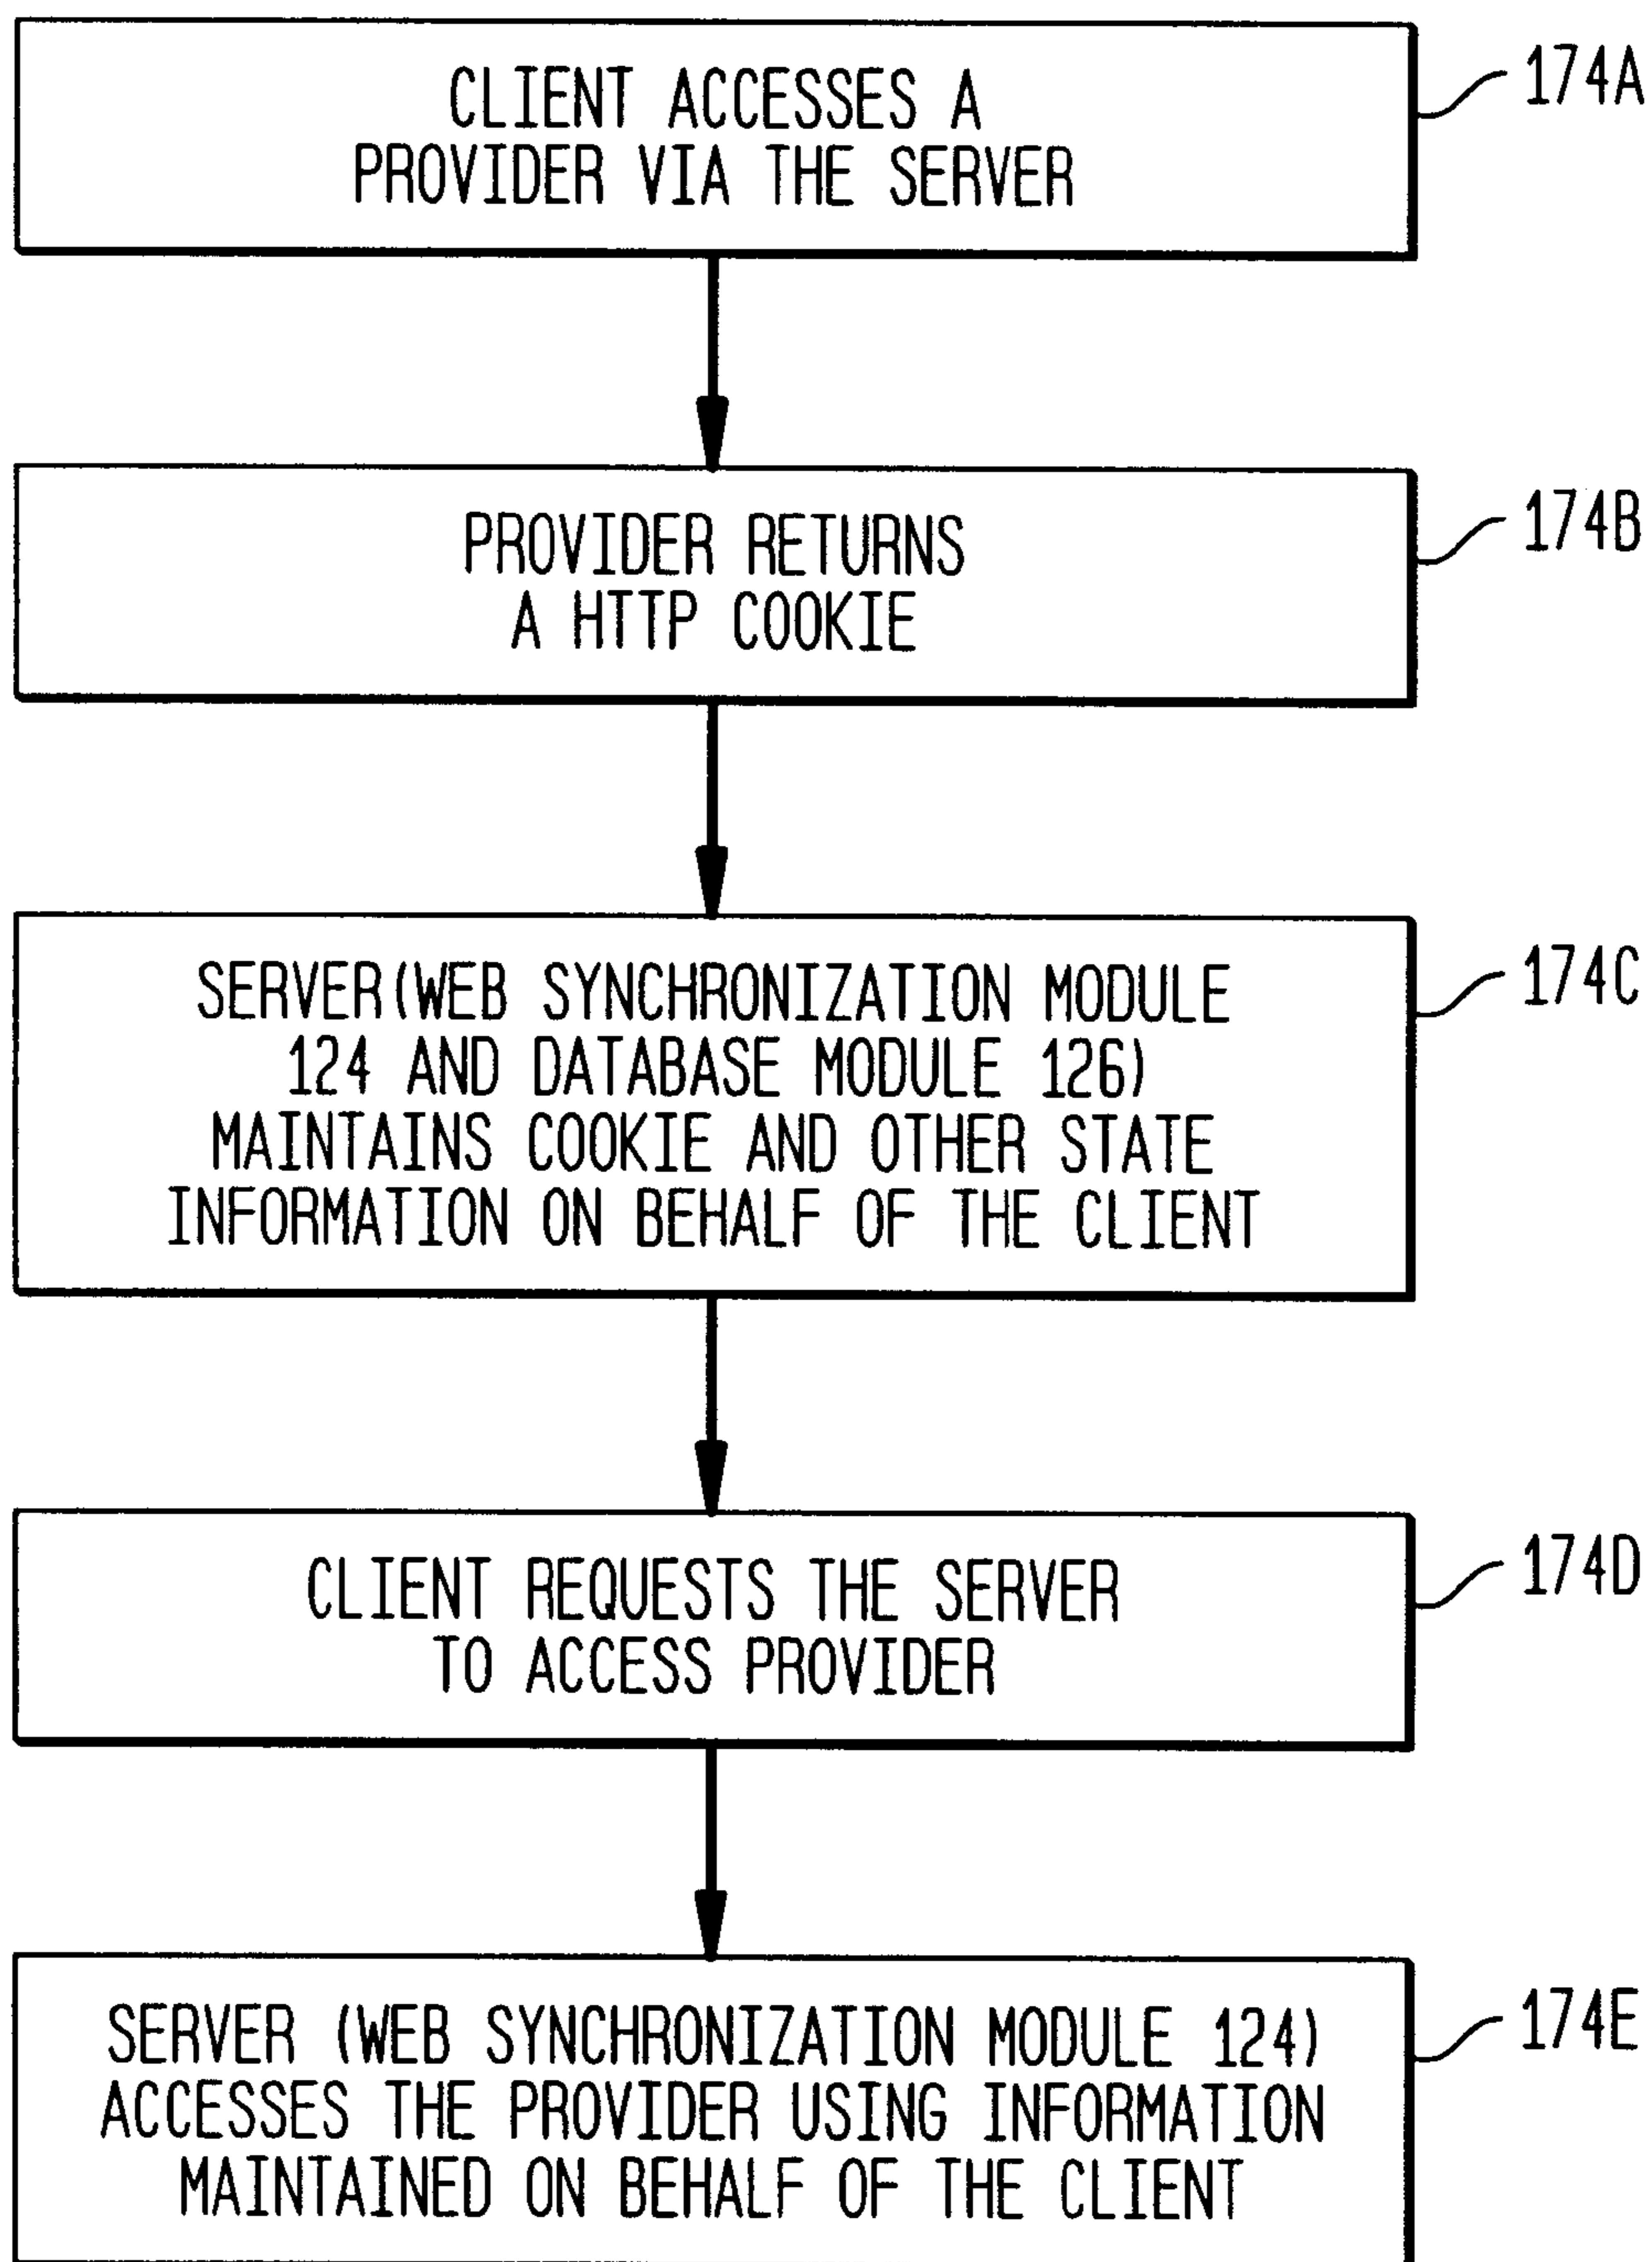 CLIENT ACCESSES A
PROVIDER VIA THE SERVER
174A
PROVIDER RETURNS
A HTTP COOKIE
174B
SERVER(WEB SYNCHRONIZATION MODULE
124 AND DATABASE MODULE 126)
MAINTAINS COOKIE AND OTHER STATE
INFORMATION ON BEHALF OF THE CLIENT
174C
CLIENT REQUESTS THE SERVER
TO ACCESS PROVIDER
174D
SERVER (WEB SYNCHRONIZATION MODULE 124)
ACCESSES THE PROVIDER USING INFORMATION
MAINTAINED ON BEHALF OF THE CLIENT
174E